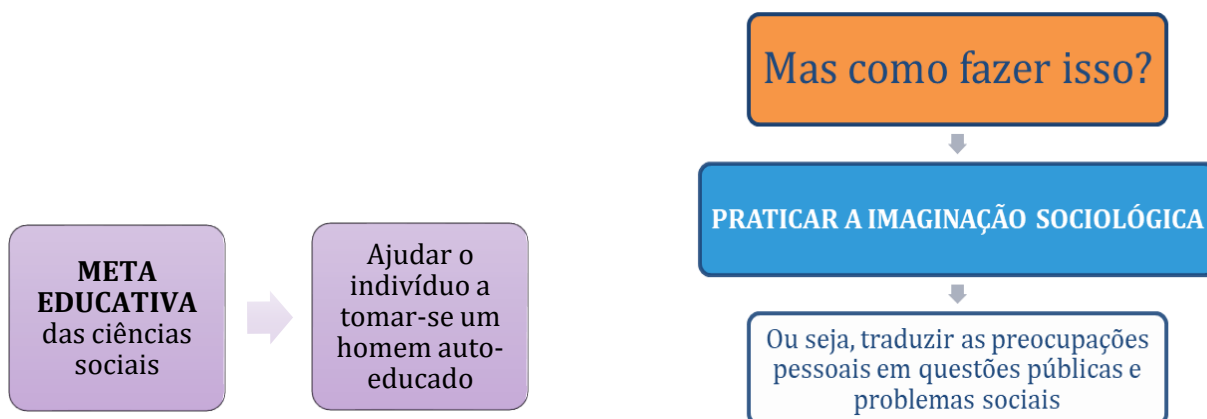 META
EDUCATIVA
das ciências
sociais
Ajudar o
indivíduo a
tomar-se um
homem auto-
educado
Mas como fazer isso?
PRATICAR A IMAGINAÇÃO SOCIOLÓGICA
Ou seja, traduzir as preocupações
pessoais em questões públicas e
problemas sociais